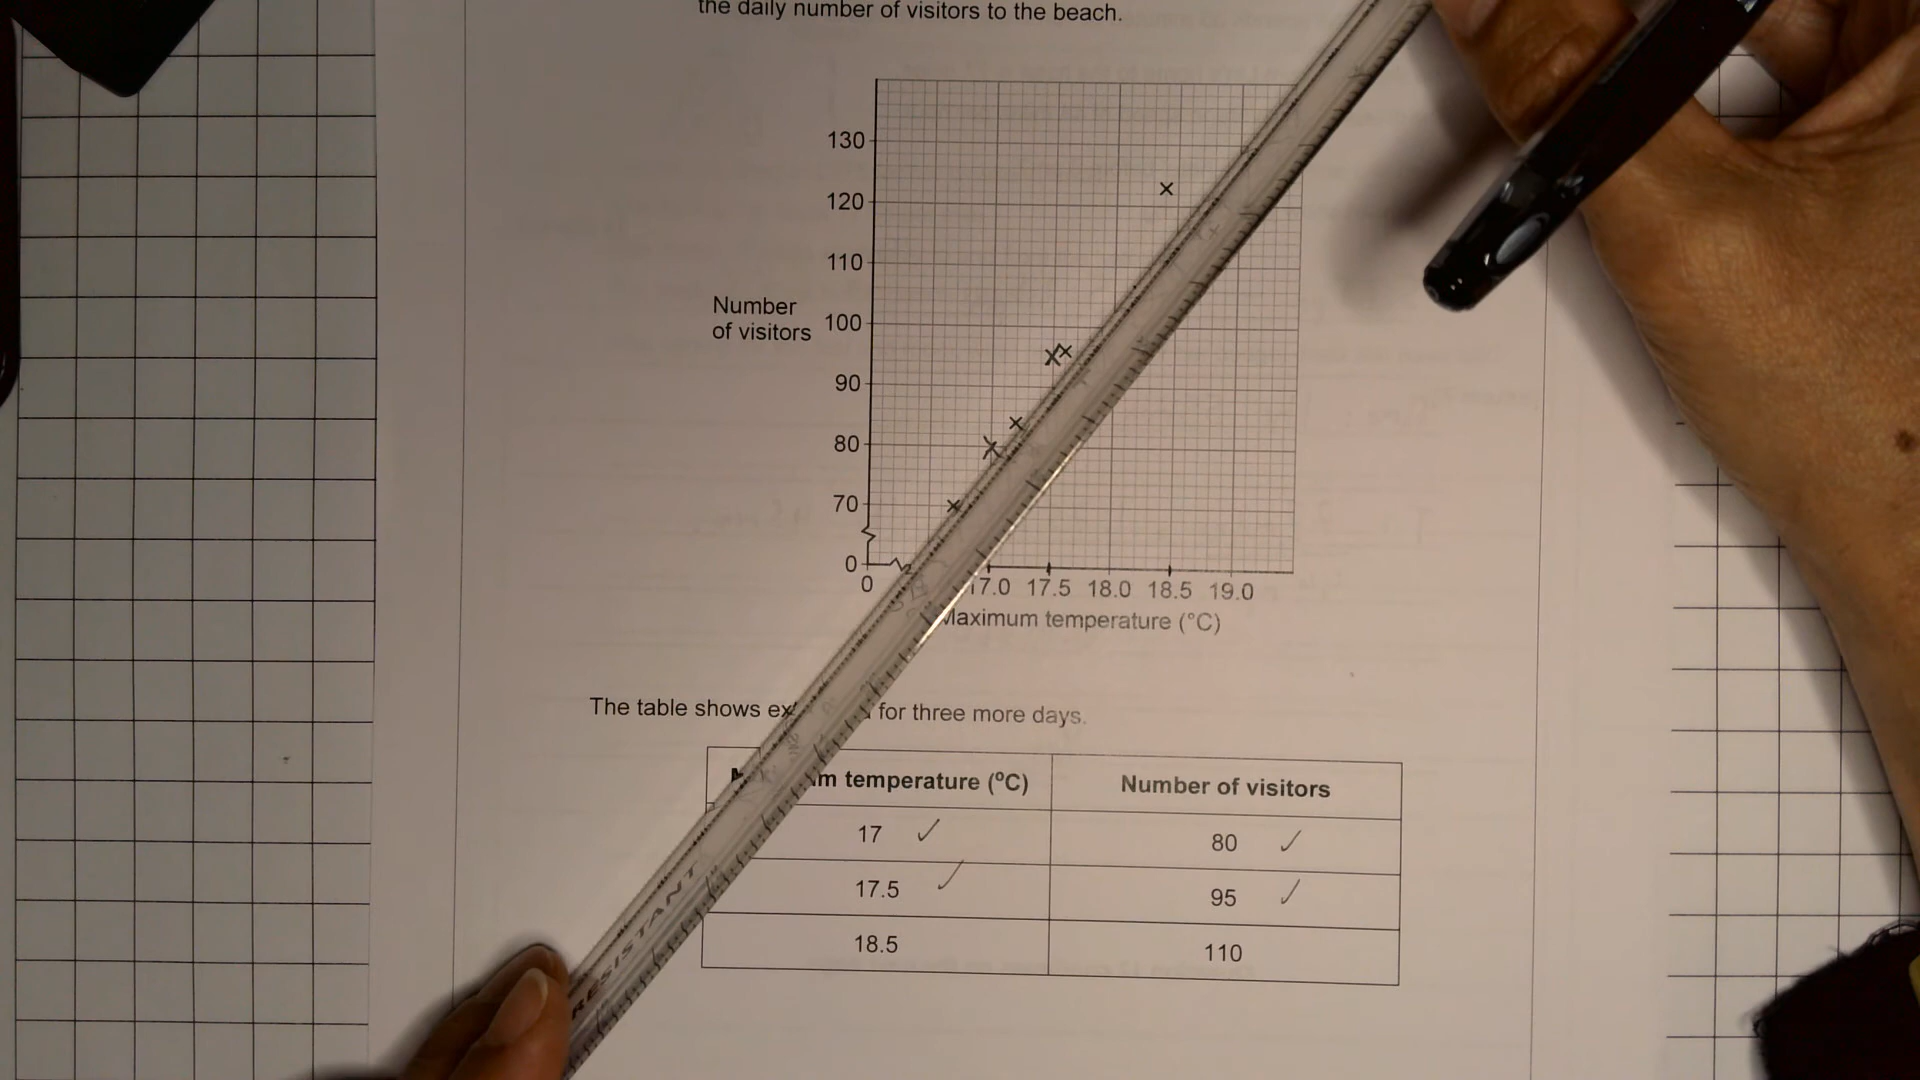 the daily number of visitors to the beach.
130
120
110
Number
of visitors
100
90
80
70
0
0
17.0 17.5 18.0 18.5 19.0
Maximum temperature (°C)
The table shows for three more days.
temperature (ºC) Number of visitors
17 80
17.5 95
18.5 110
RESISTANT